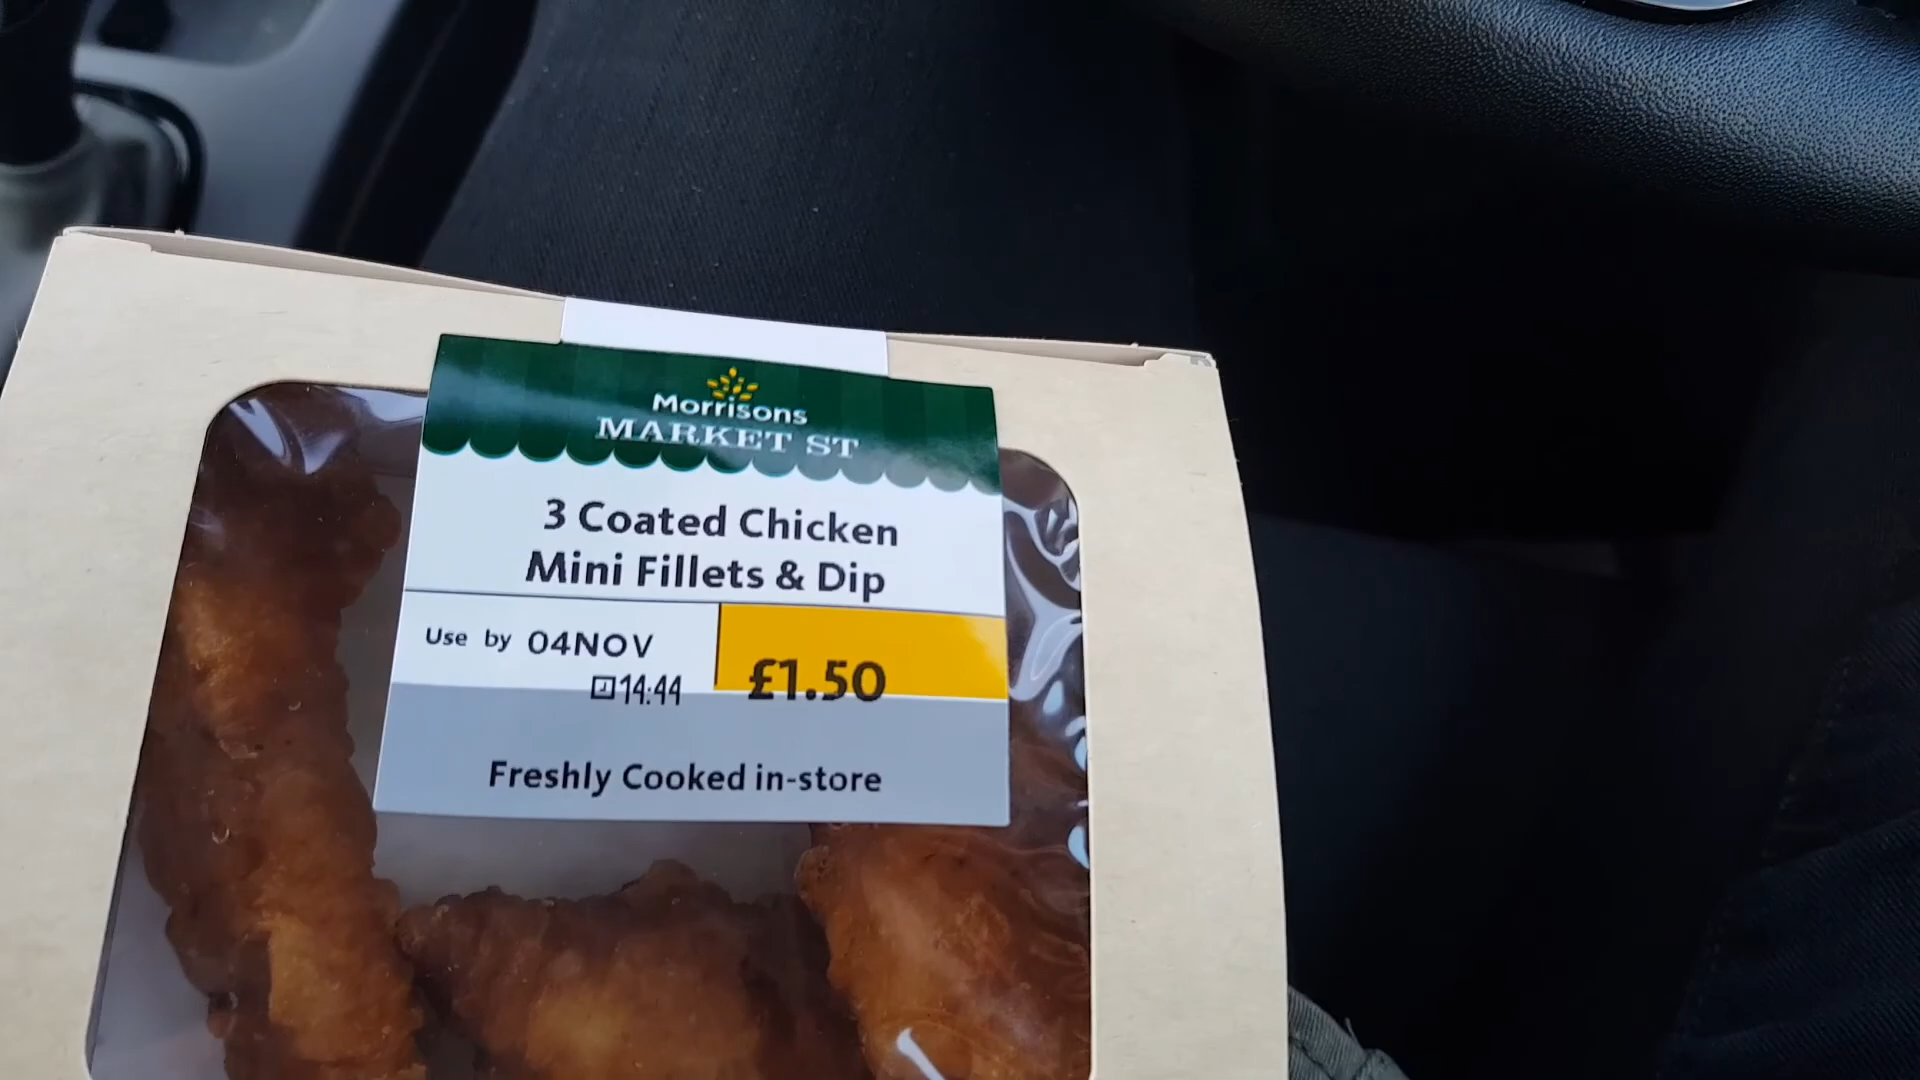 Morrisons
MARKET ST
3 Coated Chicken
Mini Fillets & Dip
Use by 04NOV
14:44
£1.50
Freshly Cooked in-store